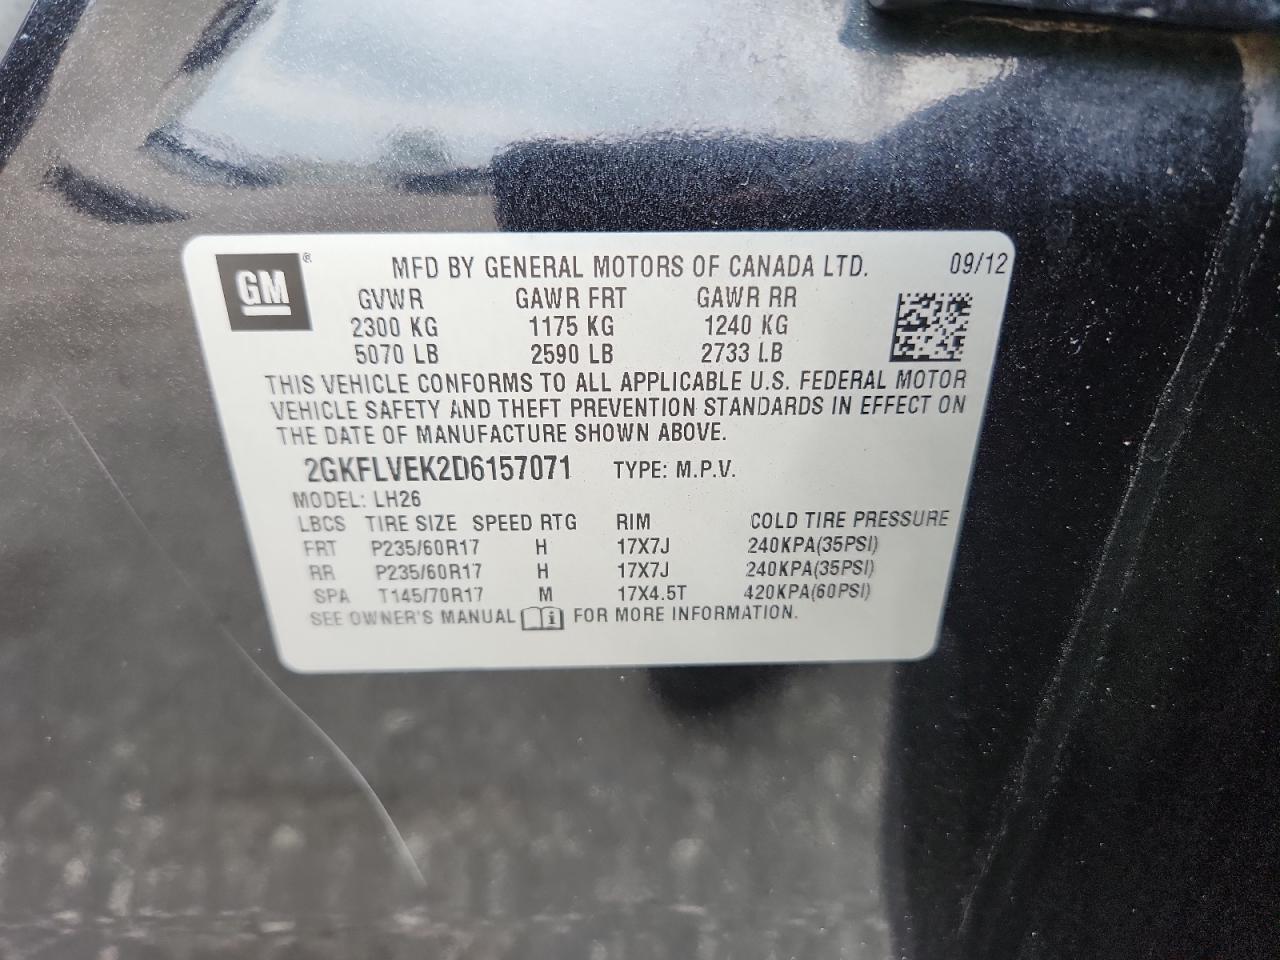 GM ® MFD BY GENERAL MOTORS OF CANADA LTD. 09/12
GVWR GAWR FRT GAWR RR
2300 KG 1175 KG 1240 KG
5070 LB 2590 LB 2733 LB
THIS VEHICLE CONFORMS TO ALL APPLICABLE U.S. FEDERAL MOTOR
VEHICLE SAFETY AND THEFT PREVENTION STANDARDS IN EFFECT ON
THE DATE OF MANUFACTURE SHOWN ABOVE.
2GKFLVEK2D6157071 TYPE: M.P.V.
MODEL: LH26
LBCS TIRE SIZE SPEED RTG RIM COLD TIRE PRESSURE
FRT P235/60R17 H 17X7J 240KPA(35PSI)
RR P235/60R17 H 17X7J 240KPA(35PSI)
SPA T145/70R17 M 17X4.5T 420KPA(60PSI)
SEE OWNER'S MANUAL i FOR MORE INFORMATION.